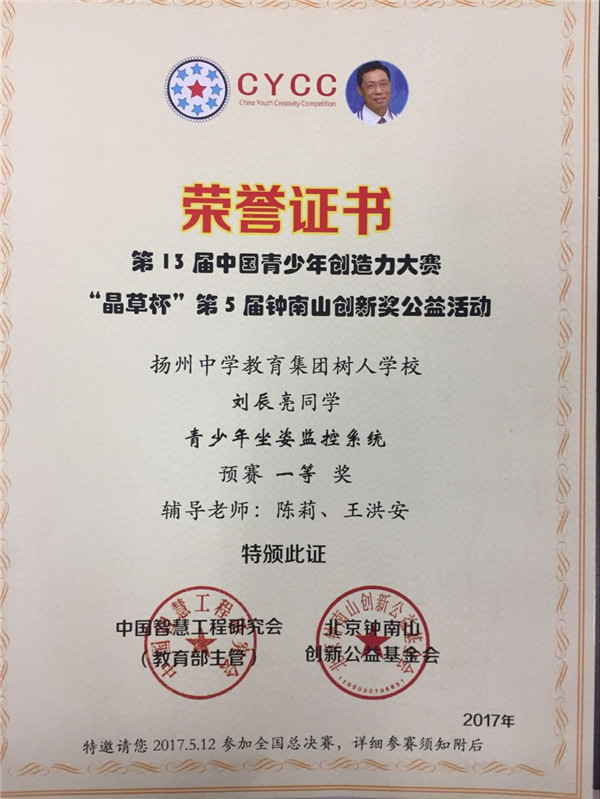 CYCC
China Youth Creativity Competition
荣誉证书
第13届中国青少年创造力大赛
“晶草杯”第5届钟南山创新奖公益活动
扬州中学教育集团树人学校
刘辰亮同学
青少年坐姿监控系统
预赛 一等 奖
辅导老师：陈莉、王洪安
特颁此证
中国智慧工程研究会
（教育部主管）
北京钟南山
创新公益基金会
2017年
特邀请您 2017.5.12 参加全国总决赛，详细参赛须知附后